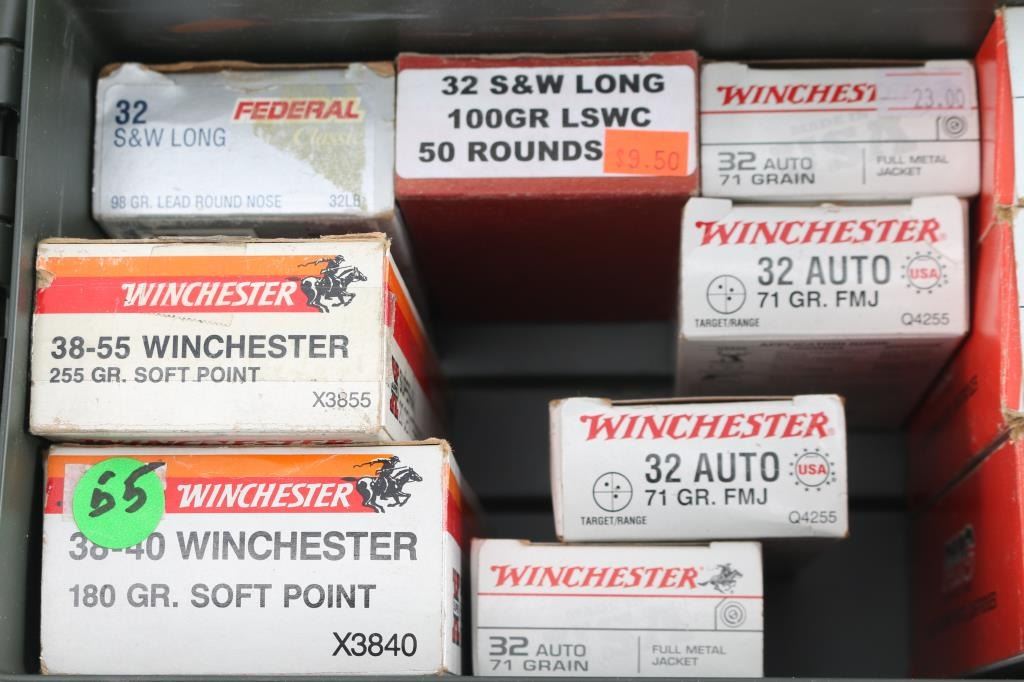 32
S&W LONG
FEDERAL
Classic
98 GR. LEAD ROUND NOSE
32 S&W LONG
100GR LSWC
50 ROUNDS
$9.50
WINCHESTER
23.00
32 AUTO
71 GRAIN
FULL METAL
JACKET
WINCHESTER
32 AUTO
71 GR. FMJ
USA
TARGET/RANGE
Q4255
WINCHESTER
38-55 WINCHESTER
255 GR. SOFT POINT
X3855
WINCHESTER
32 AUTO
71 GR. FMJ
USA
TARGET/RANGE
Q4255
55
WINCHESTER
38-40 WINCHESTER
180 GR. SOFT POINT
X3840
WINCHESTER
32 AUTO
71 GRAIN
FULL METAL
JACKET